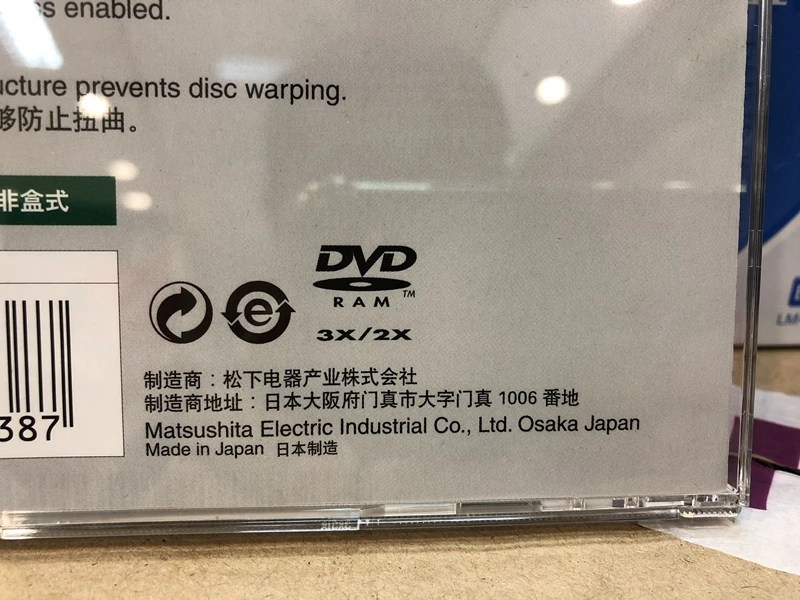 ss enabled.
ucture prevents disc warping.
够防止扭曲。
非盒式
387
e
DVD
RAM™
3X/2X
制造商：松下电器产业株式会社
制造商地址：日本大阪府门真市大字门真 1006 番地
Matsushita Electric Industrial Co., Ltd. Osaka Japan
Made in Japan 日本制造
LM-